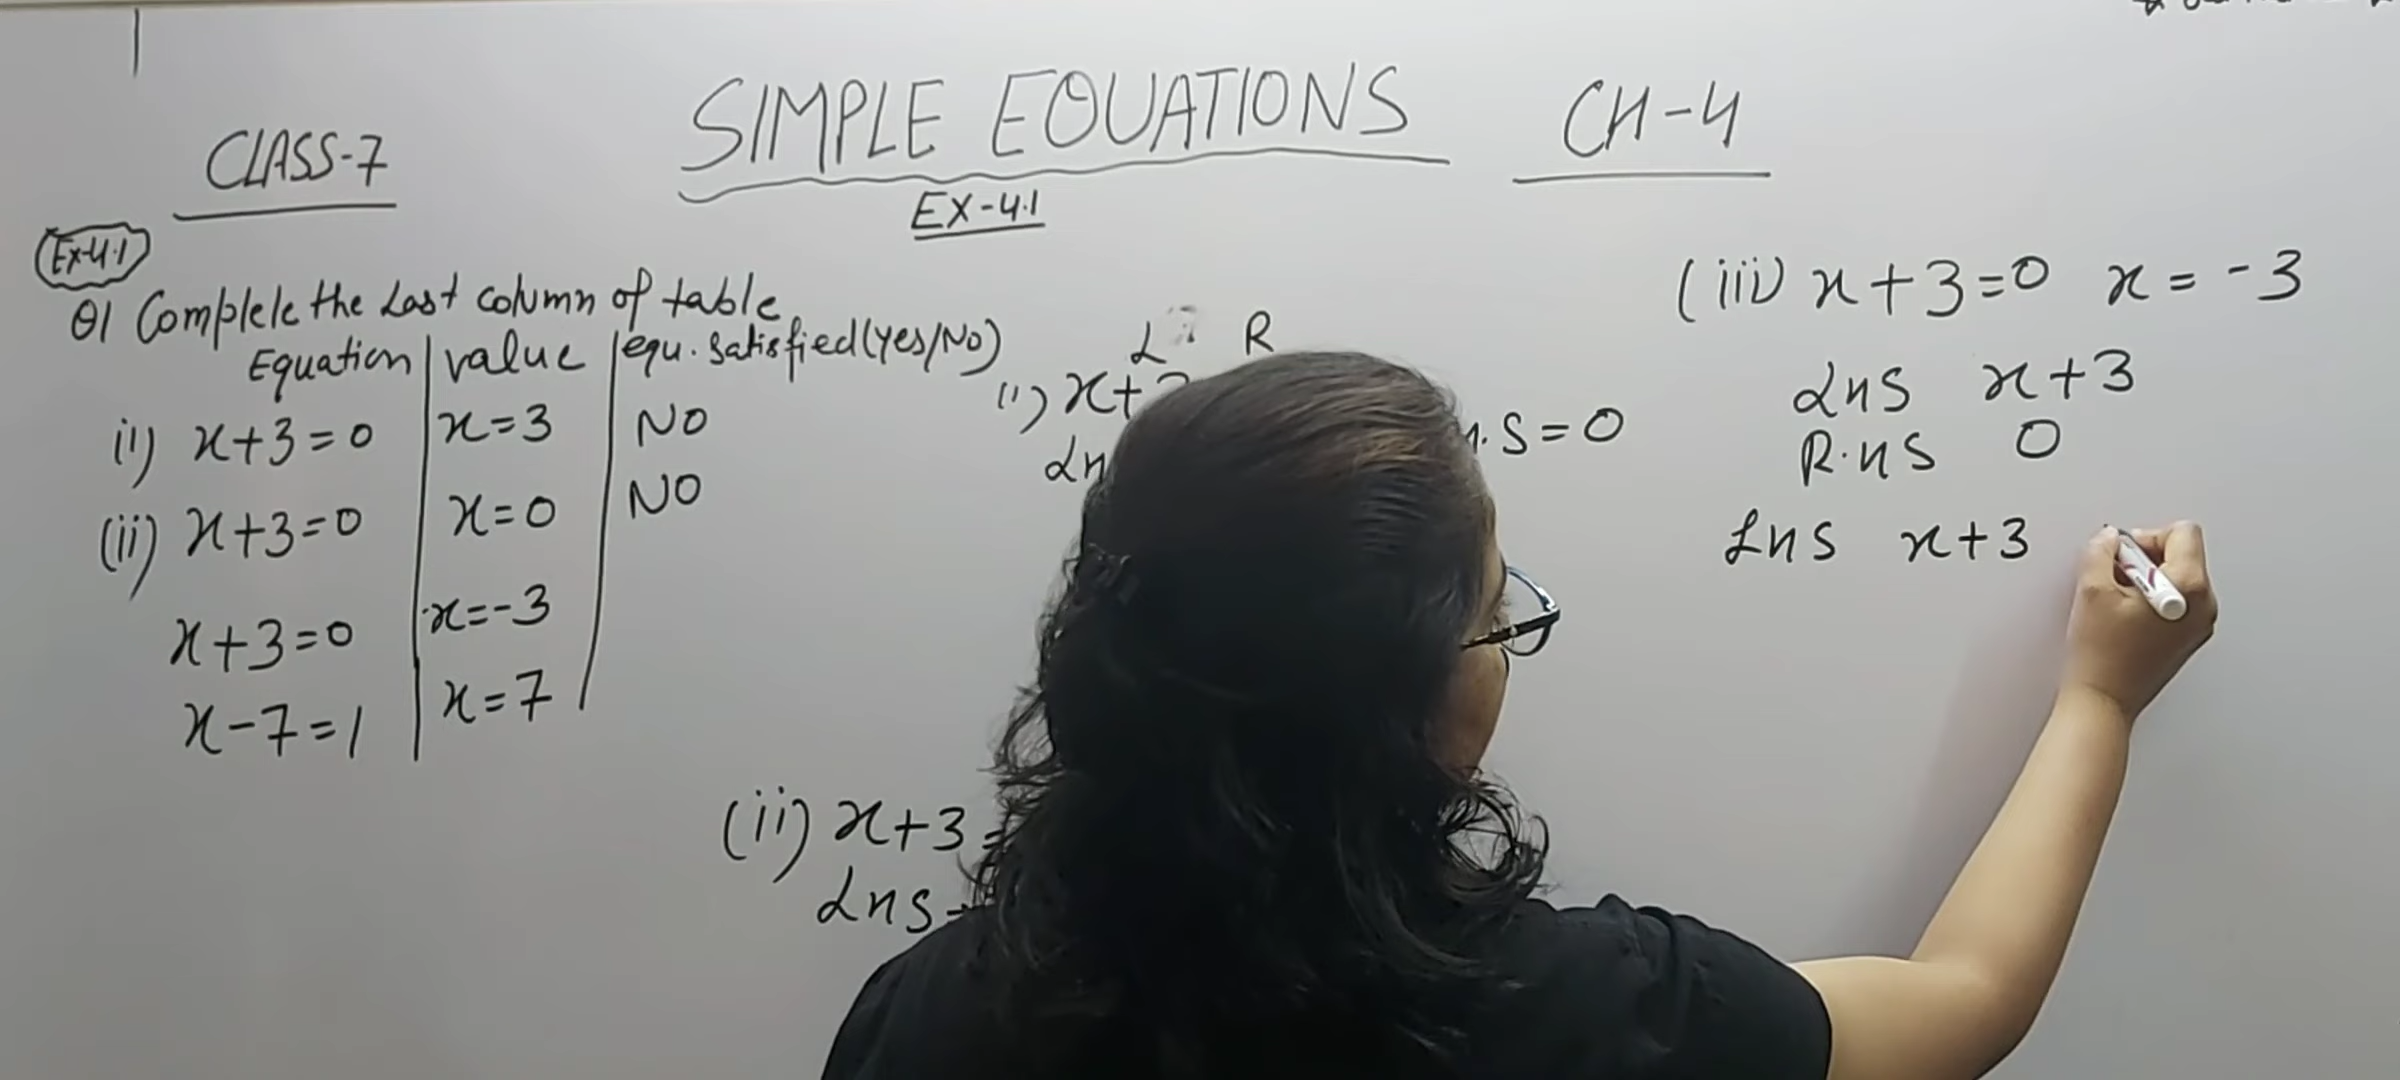 CLASS-7
SIMPLE EQUATIONS
CH-4
EX-4.1
Ex-4.1
Q1 Complete the Last column of table
Equation value equ. Satisfied(Yes/No)
i) x+3=0 x=3 NO
(ii) x+3=0 x=0 NO
x+3=0 x=-3
x-7=1 x=7
L R
(i) x+
LH
.S=0
(ii) x+3=
LHS
(iii) x+3=0 x=-3
LHS x+3
R.HS 0
LHS x+3